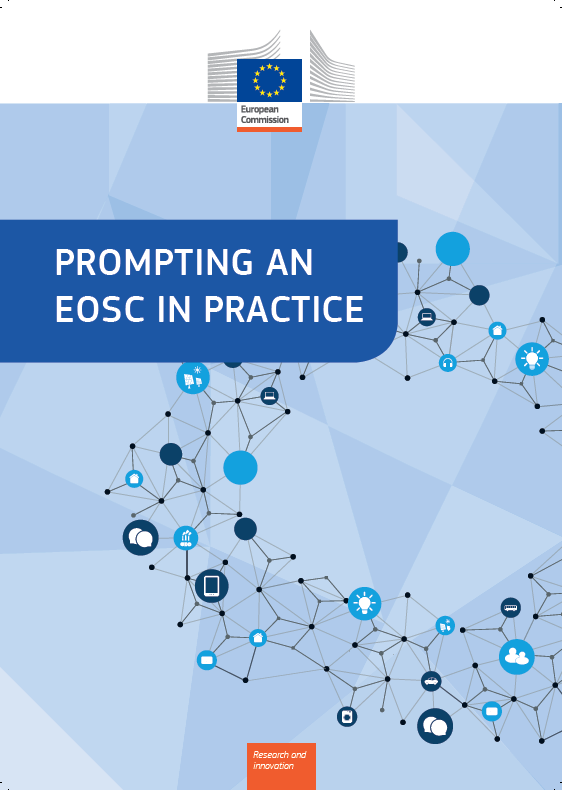 European
Commission
PROMPTING AN
EOSC IN PRACTICE
Research and
innovation